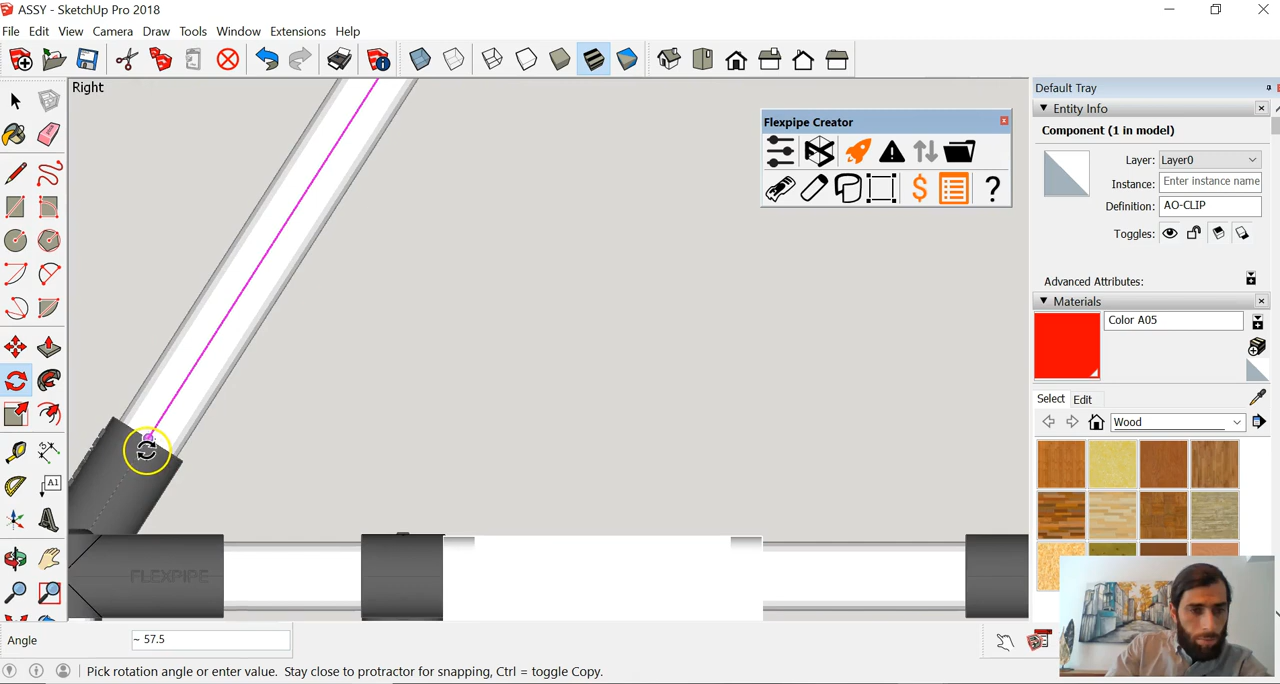 ASSY - SketchUp Pro 2018
File Edit View Camera Draw Tools Window Extensions Help
Right
Default Tray
Flexpipe Creator
Entity Info
Component (1 in model)
Layer: Layer0
Instance: Enter instance name
Definition: AO-CLIP
Toggles:
Advanced Attributes:
Materials
Color A05
Select Edit
Wood
A1
FLEXPIPE
Angle ~ 57.5
Pick rotation angle or enter value. Stay close to protractor for snapping, Ctrl = toggle Copy.